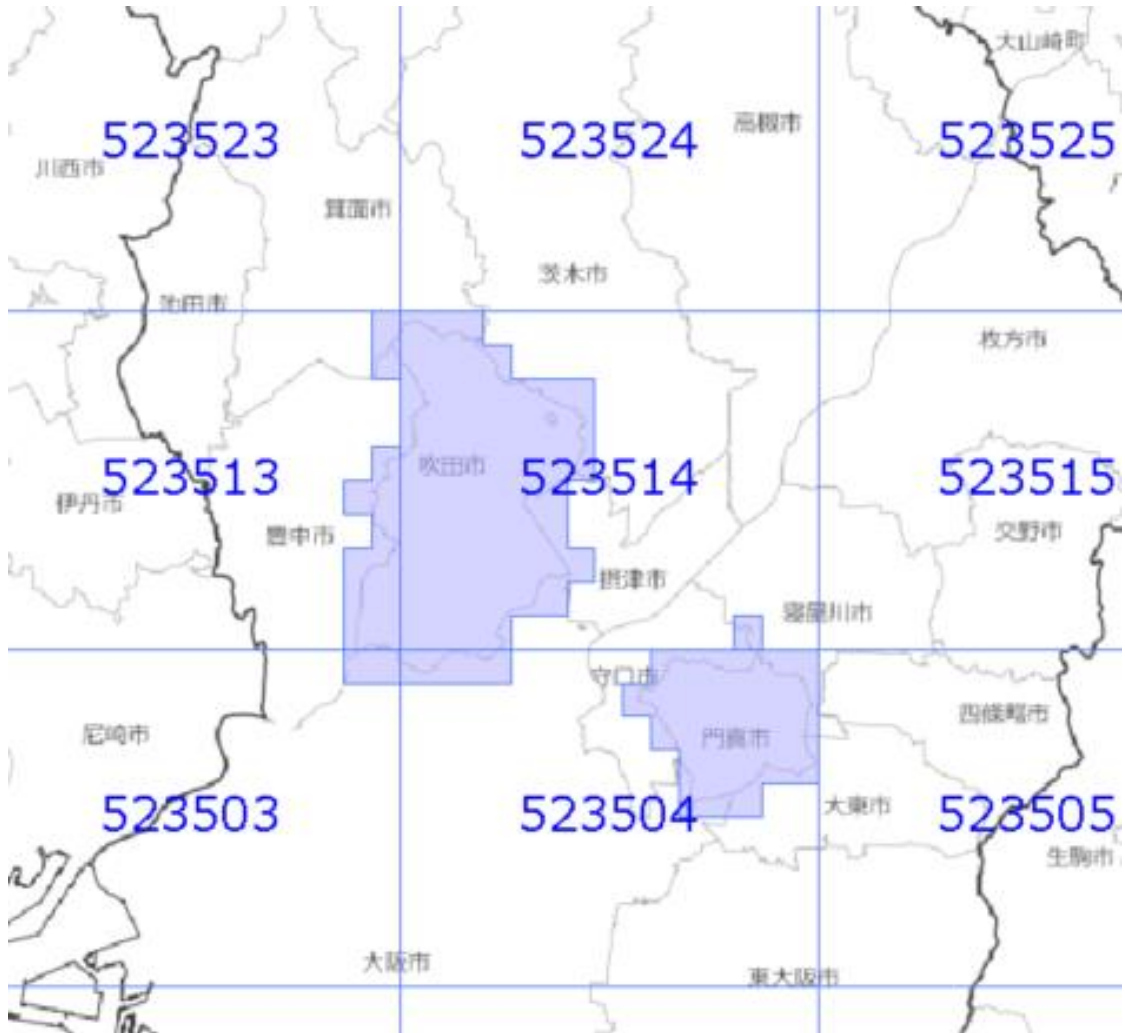 大山崎町
高槻市
523523
523524
523525
川西市
箕面市
茨木市
池田市
枚方市
吹田市
523513
523514
523515
伊丹市
豊中市
交野市
摂津市
寝屋川市
守口市
四條畷市
尼崎市
門真市
大東市
523503
523504
523505
生駒市
大阪市
東大阪市